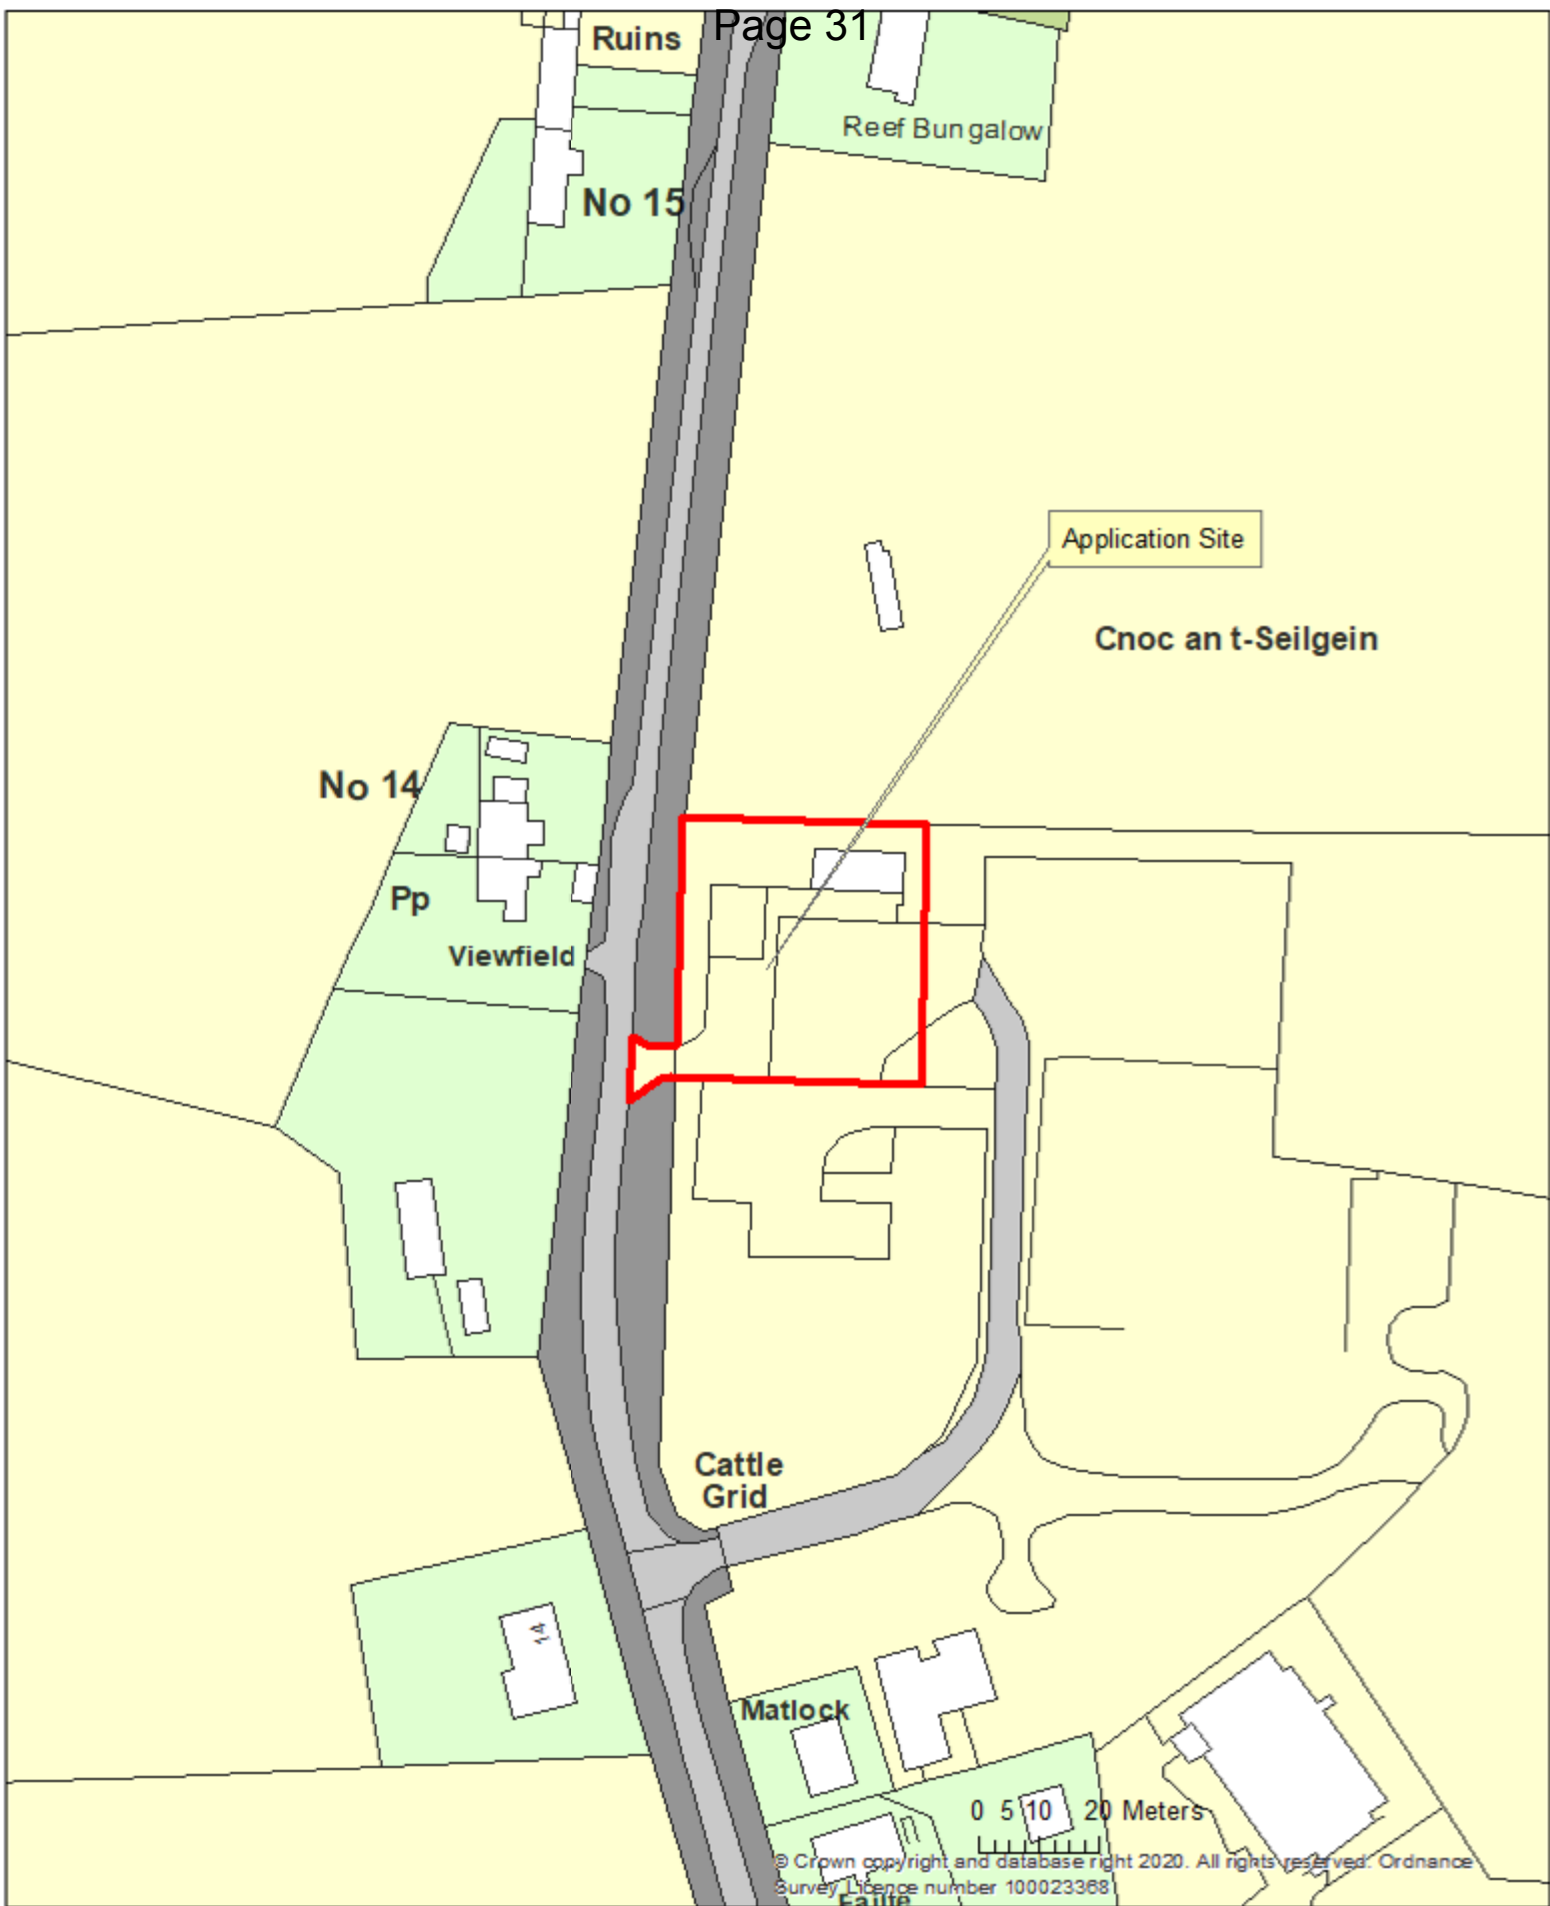 Page 31
Ruins
Reef Bungalow
No 15
Application Site
Cnoc an t-Seilgein
No 14
Pp
Viewfield
Cattle
Grid
14
Matlock
0 5 10 20 Meters
© Crown copyright and database right 2020. All rights reserved. Ordnance
Survey Licence number 100023368
Failte